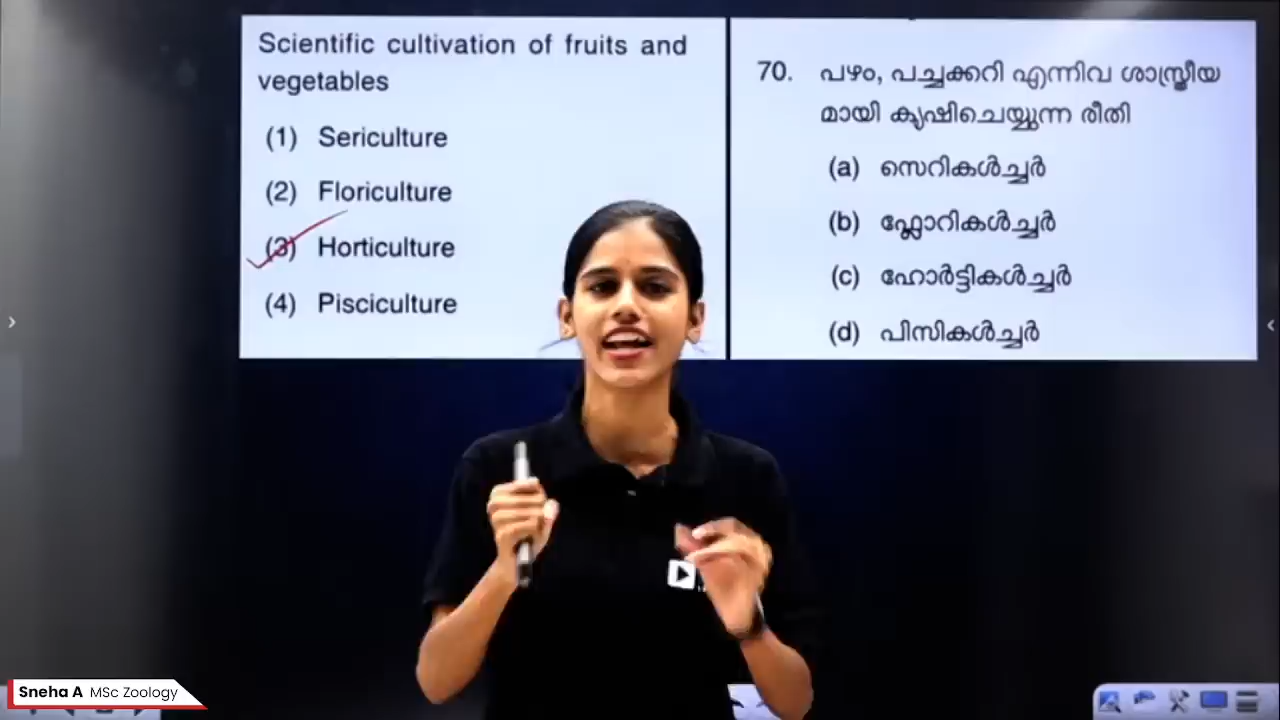 Scientific cultivation of fruits and
vegetables
(1) Sericulture
(2) Floriculture
(3) Horticulture
(4) Pisciculture
70. പഴം, പച്ചക്കറി എന്നിവ ശാസ്ത്രീയ
മായി കൃഷിചെയ്യുന്ന രീതി
(a) സെറികൾച്ചർ
(b) ഫ്ലോറികൾച്ചർ
(c) ഹോർട്ടികൾച്ചർ
(d) പിസികൾച്ചർ
Sneha A MSc Zoology